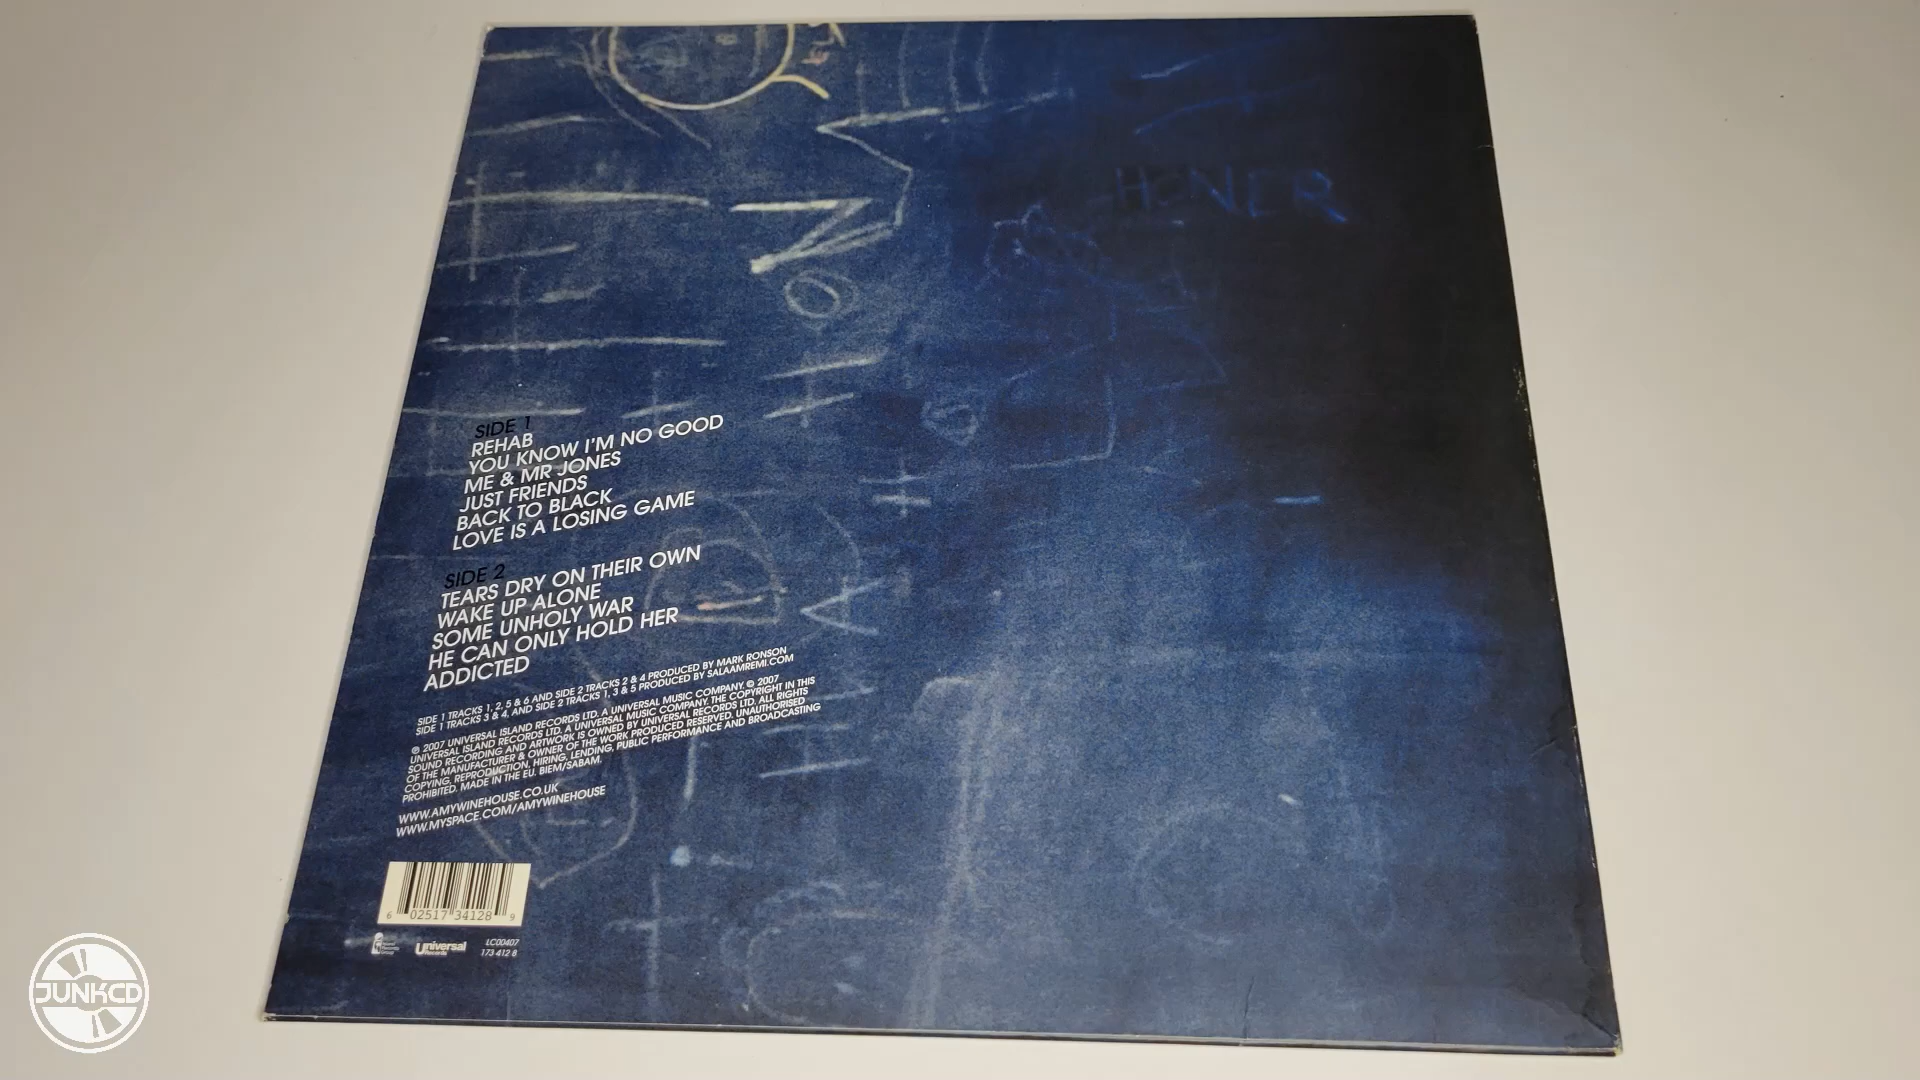 HONER
SIDE 1
REHAB
YOU KNOW I'M NO GOOD
ME & MR JONES
JUST FRIENDS
BACK TO BLACK
LOVE IS A LOSING GAME
SIDE 2
TEARS DRY ON THEIR OWN
WAKE UP ALONE
SOME UNHOLY WAR
HE CAN ONLY HOLD HER
ADDICTED
SIDE 1 TRACKS 1, 2, 5 & 6 AND SIDE 2 TRACKS 2 & 4 PRODUCED BY MARK RONSON
SIDE 1 TRACKS 3 & 4, AND SIDE 2 TRACKS 1, 3 & 5 PRODUCED BY SALAAMREMI.COM
℗ 2007 UNIVERSAL ISLAND RECORDS LTD. A UNIVERSAL MUSIC COMPANY © 2007
UNIVERSAL ISLAND RECORDS LTD. A UNIVERSAL MUSIC COMPANY. THE COPYRIGHT IN THIS
SOUND RECORDING AND ARTWORK IS OWNED BY UNIVERSAL RECORDS LTD. ALL RIGHTS
OF THE MANUFACTURER & OWNER OF THE WORK PRODUCED RESERVED. UNAUTHORISED
COPYING, REPRODUCTION, HIRING, LENDING, PUBLIC PERFORMANCE AND BROADCASTING
PROHIBITED. MADE IN THE EU. BIEM/SABAM.
WWW.AMYWINEHOUSE.CO.UK
WWW.MYSPACE.COM/AMYWINEHOUSE
6 02517 34128 9
Island Records Group
Universal Records
LC00407
173 412 8
JUNKCD